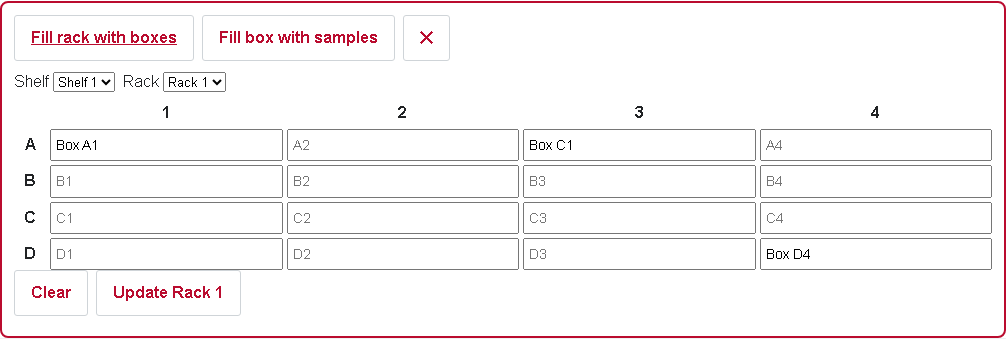 Fill rack with boxes Fill box with samples ✕
Shelf Shelf 1 Rack Rack 1
1 2 3 4
A Box A1 A2 Box C1 A4
B B1 B2 B3 B4
C C1 C2 C3 C4
D D1 D2 D3 Box D4
Clear Update Rack 1